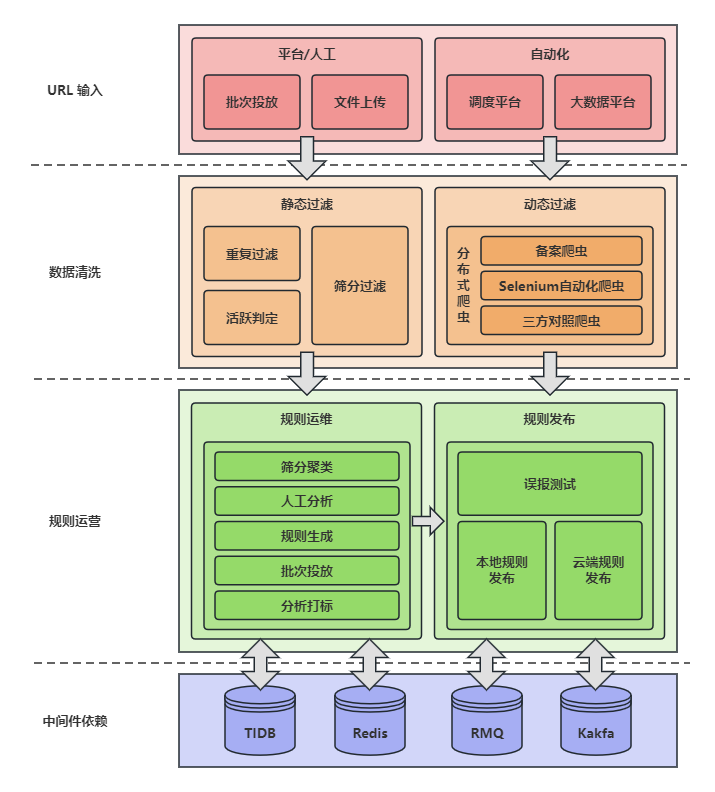 URL 输入
平台/人工
批次投放
文件上传
自动化
调度平台
大数据平台
数据清洗
静态过滤
重复过滤
活跃判定
筛分过滤
动态过滤
分
布
式
爬
虫
备案爬虫
Selenium自动化爬虫
三方对照爬虫
规则运营
规则运维
筛分聚类
人工分析
规则生成
批次投放
分析打标
规则发布
误报测试
本地规则
发布
云端规则
发布
中间件依赖
TIDB
Redis
RMQ
Kakfa